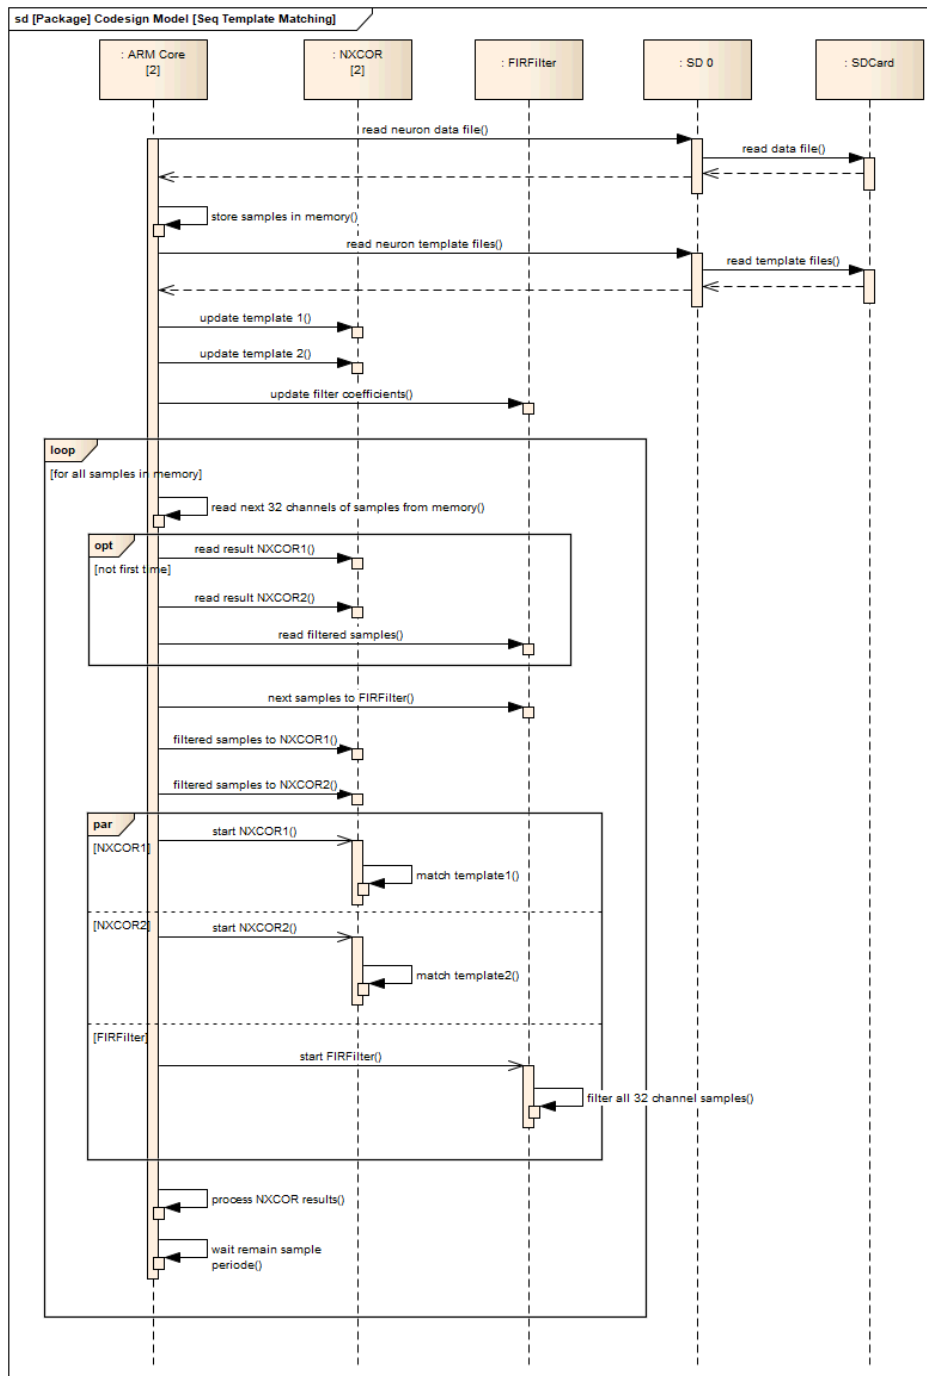 sd [Package] Codesign Model [Seq Template Matching]
: ARM Core
[2]
: NXCOR
[2]
: FIRFilter
: SD 0
: SDCard
read neuron data file()
read data file()
store samples in memory()
read neuron template files()
read template files()
update template 1()
update template 2()
update filter coefficients()
loop
[for all samples in memory]
read next 32 channels of samples from memory()
opt
read result NXCOR1()
[not first time]
read result NXCOR2()
read filtered samples()
next samples to FIRFilter()
filtered samples to NXCOR1()
filtered samples to NXCOR2()
par
start NXCOR1()
[NXCOR1]
match template1()
[NXCOR2]
start NXCOR2()
match template2()
[FIRFilter]
start FIRFilter()
filter all 32 channel samples()
process NXCOR results()
wait remain sample
periode()